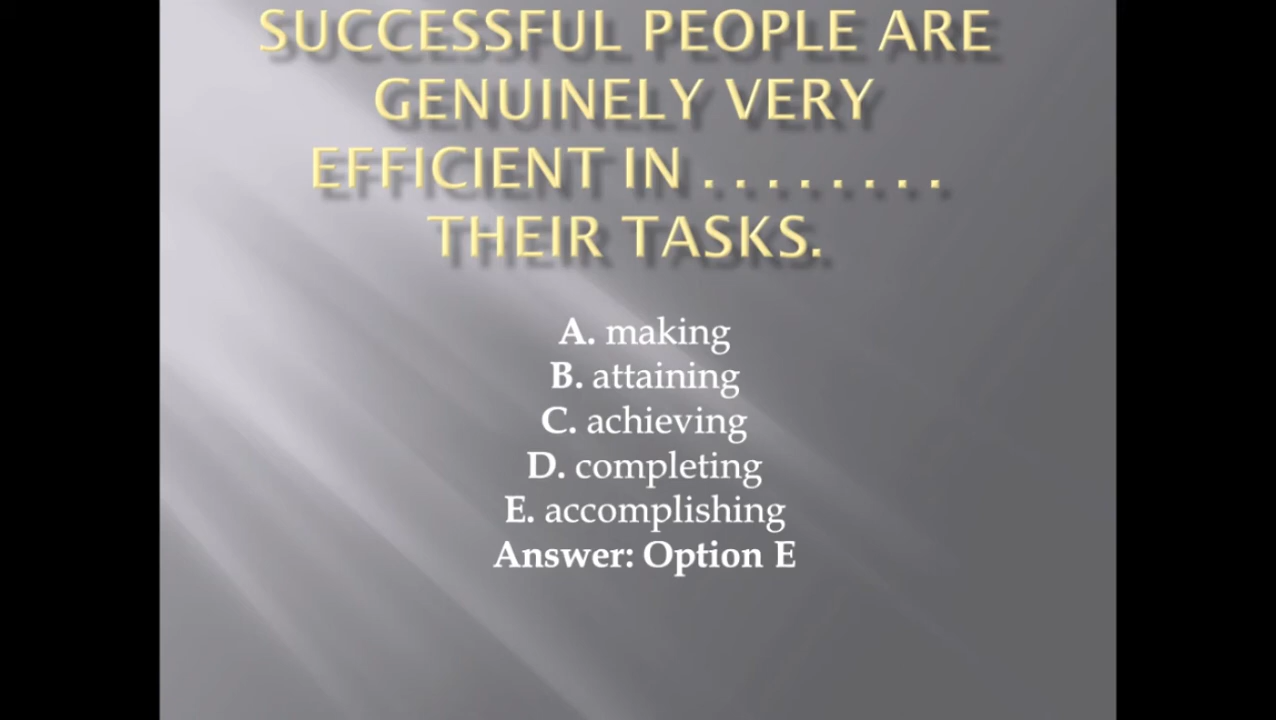 SUCCESSFUL PEOPLE ARE
GENUINELY VERY
EFFICIENT IN . . . . . . . .
THEIR TASKS.
A. making
B. attaining
C. achieving
D. completing
E. accomplishing
Answer: Option E